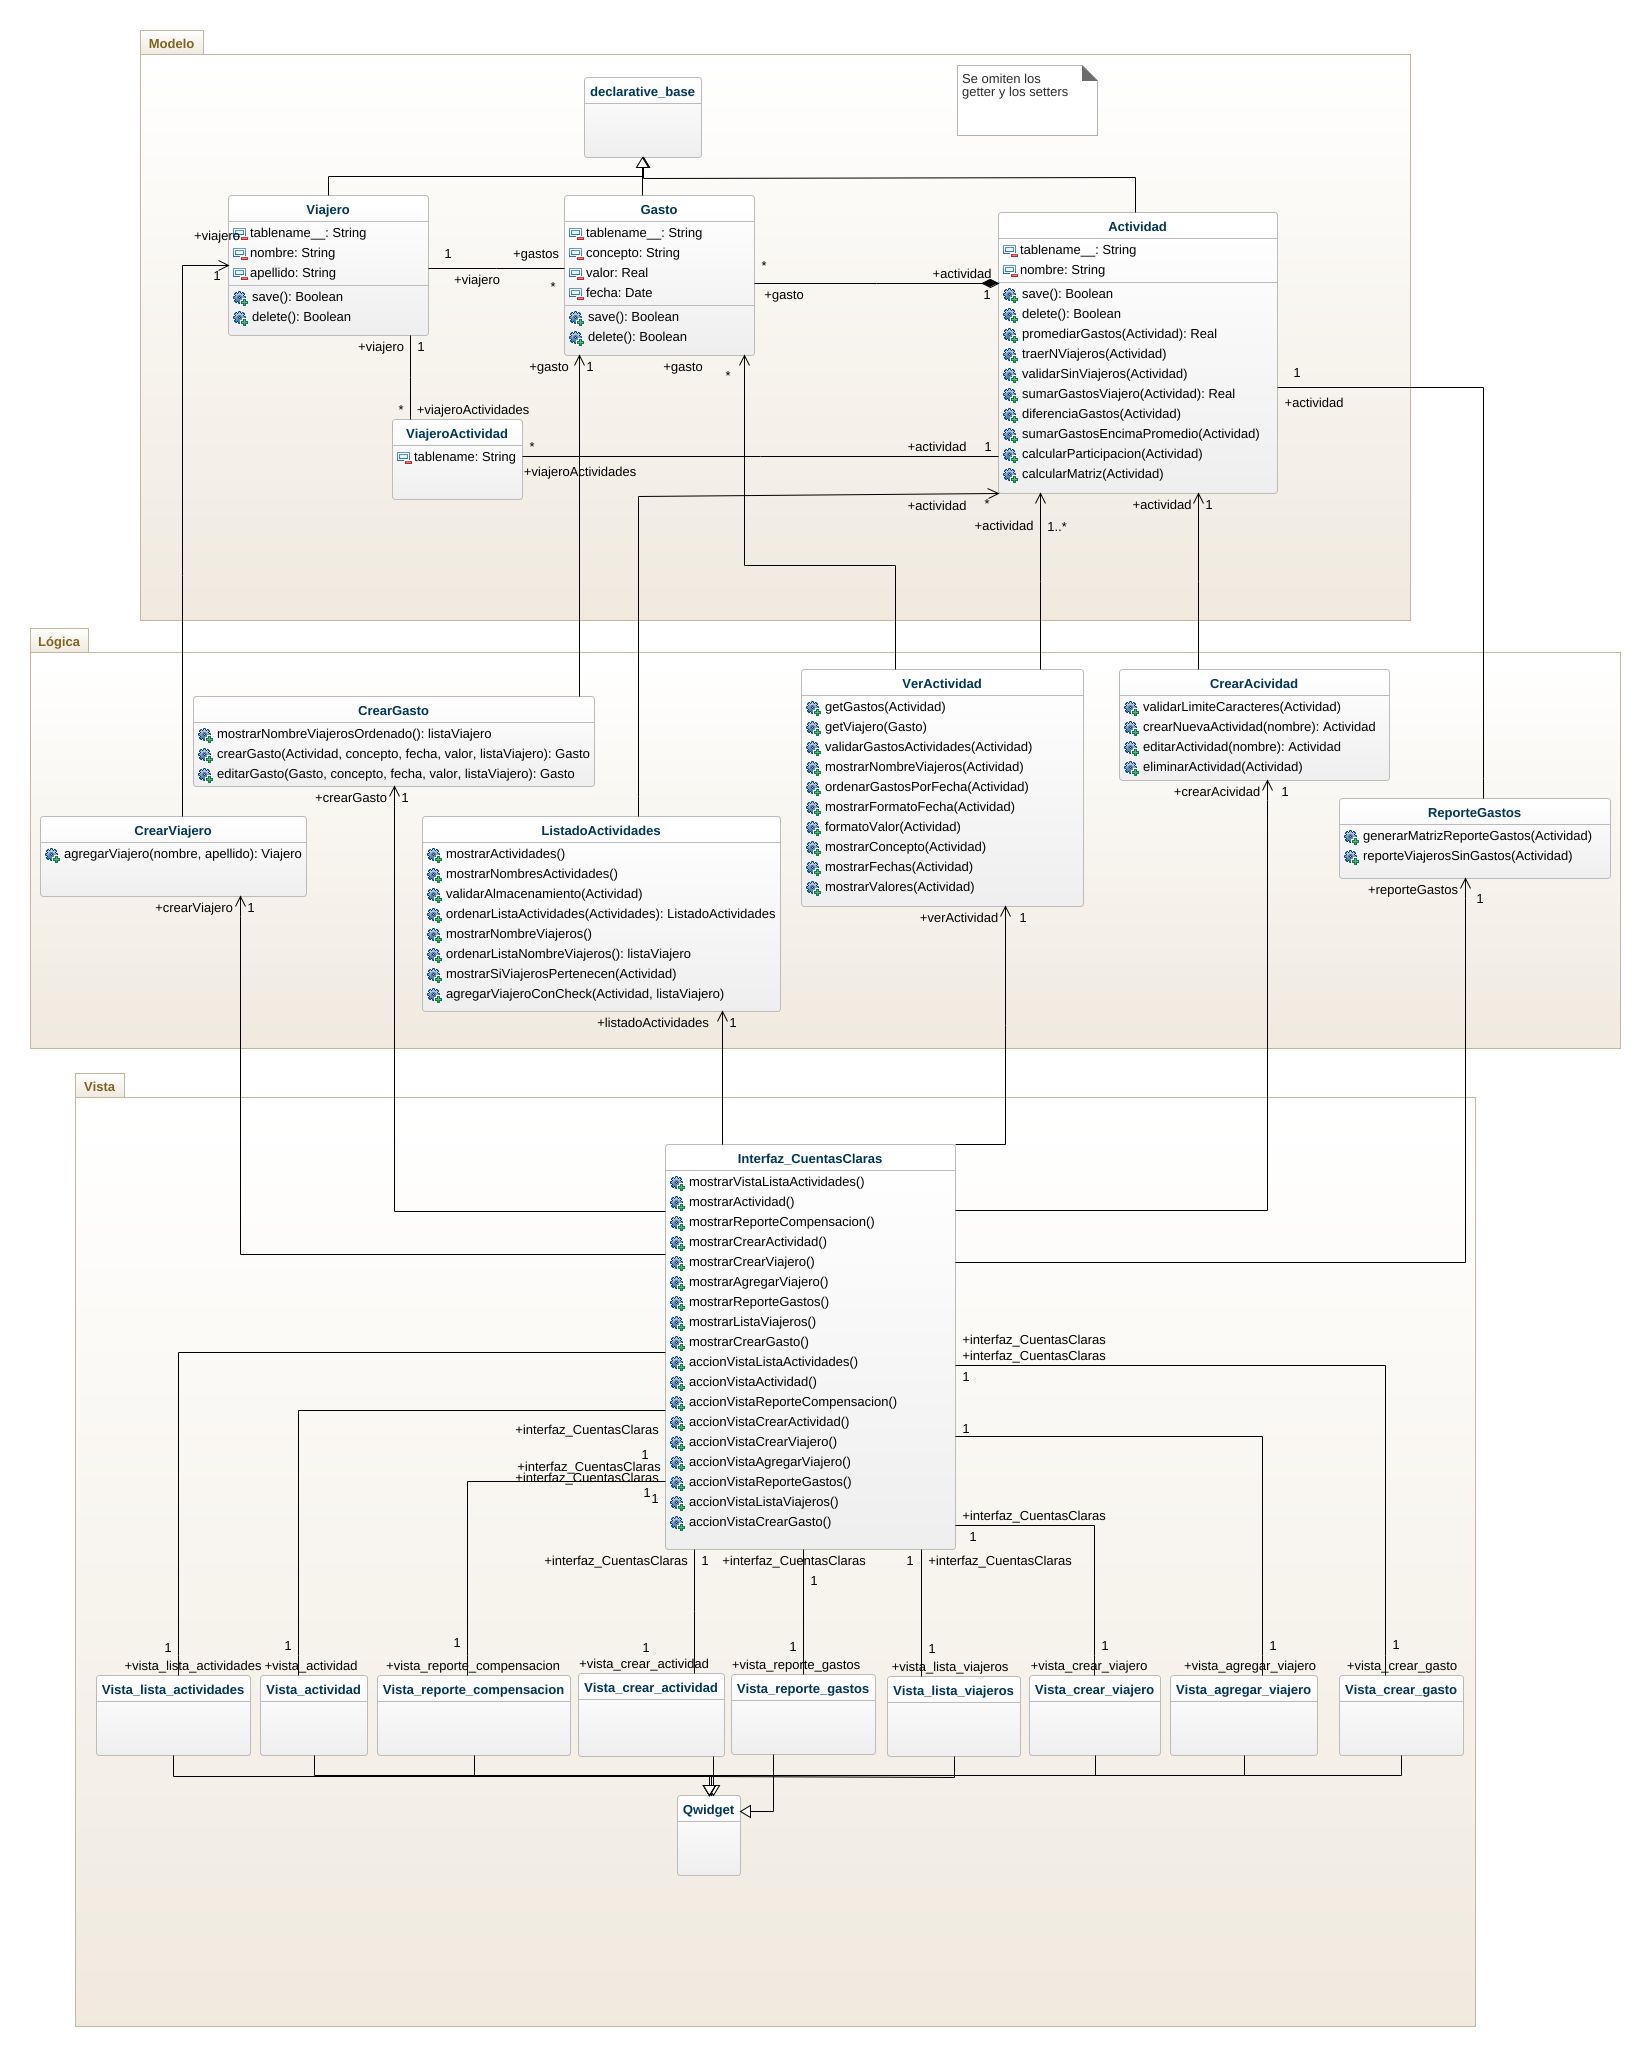 Modelo
Se omiten los
getter y los setters
declarative_base
Viajero
tablename__: String
nombre: String
apellido: String
save(): Boolean
delete(): Boolean
+viajero
1
1
+gastos
+viajero
*
Gasto
tablename__: String
concepto: String
valor: Real
fecha: Date
save(): Boolean
delete(): Boolean
*
+actividad
+gasto
1
Actividad
tablename__: String
nombre: String
save(): Boolean
delete(): Boolean
promediarGastos(Actividad): Real
traerNViajeros(Actividad)
validarSinViajeros(Actividad)
sumarGastosViajero(Actividad): Real
diferenciaGastos(Actividad)
sumarGastosEncimaPromedio(Actividad)
calcularParticipacion(Actividad)
calcularMatriz(Actividad)
+viajero
1
+gasto
1
+gasto
*
1
+actividad
*
+viajeroActividades
ViajeroActividad
tablename: String
*
+viajeroActividades
+actividad
1
+actividad
*
+actividad
1..*
+actividad
1
Lógica
CrearGasto
mostrarNombreViajerosOrdenado(): listaViajero
crearGasto(Actividad, concepto, fecha, valor, listaViajero): Gasto
editarGasto(Gasto, concepto, fecha, valor, listaViajero): Gasto
+crearGasto
1
VerActividad
getGastos(Actividad)
getViajero(Gasto)
validarGastosActividades(Actividad)
mostrarNombreViajeros(Actividad)
ordenarGastosPorFecha(Actividad)
mostrarFormatoFecha(Actividad)
formatoValor(Actividad)
mostrarConcepto(Actividad)
mostrarFechas(Actividad)
mostrarValores(Actividad)
+verActividad
1
CrearAcividad
validarLimiteCaracteres(Actividad)
crearNuevaActividad(nombre): Actividad
editarActividad(nombre): Actividad
eliminarActividad(Actividad)
+crearAcividad
1
ReporteGastos
generarMatrizReporteGastos(Actividad)
reporteViajerosSinGastos(Actividad)
+reporteGastos
1
CrearViajero
agregarViajero(nombre, apellido): Viajero
+crearViajero
1
ListadoActividades
mostrarActividades()
mostrarNombresActividades()
validarAlmacenamiento(Actividad)
ordenarListaActividades(Actividades): ListadoActividades
mostrarNombreViajeros()
ordenarListaNombreViajeros(): listaViajero
mostrarSiViajerosPertenecen(Actividad)
agregarViajeroConCheck(Actividad, listaViajero)
+listadoActividades
1
Vista
Interfaz_CuentasClaras
mostrarVistaListaActividades()
mostrarActividad()
mostrarReporteCompensacion()
mostrarCrearActividad()
mostrarCrearViajero()
mostrarAgregarViajero()
mostrarReporteGastos()
mostrarListaViajeros()
mostrarCrearGasto()
accionVistaListaActividades()
accionVistaActividad()
accionVistaReporteCompensacion()
accionVistaCrearActividad()
accionVistaCrearViajero()
accionVistaAgregarViajero()
accionVistaReporteGastos()
accionVistaListaViajeros()
accionVistaCrearGasto()
+interfaz_CuentasClaras
+interfaz_CuentasClaras
1
+interfaz_CuentasClaras
1
1
+interfaz_CuentasClaras
+interfaz_CuentasClaras
1
1
+interfaz_CuentasClaras
1
+interfaz_CuentasClaras
1
+interfaz_CuentasClaras
1
1
+interfaz_CuentasClaras
1
+vista_lista_actividades
1
+vista_actividad
1
+vista_reporte_compensacion
1
+vista_crear_actividad
1
+vista_reporte_gastos
1
+vista_lista_viajeros
1
+vista_crear_viajero
1
+vista_agregar_viajero
1
+vista_crear_gasto
Vista_lista_actividades
Vista_actividad
Vista_reporte_compensacion
Vista_crear_actividad
Vista_reporte_gastos
Vista_lista_viajeros
Vista_crear_viajero
Vista_agregar_viajero
Vista_crear_gasto
Qwidget